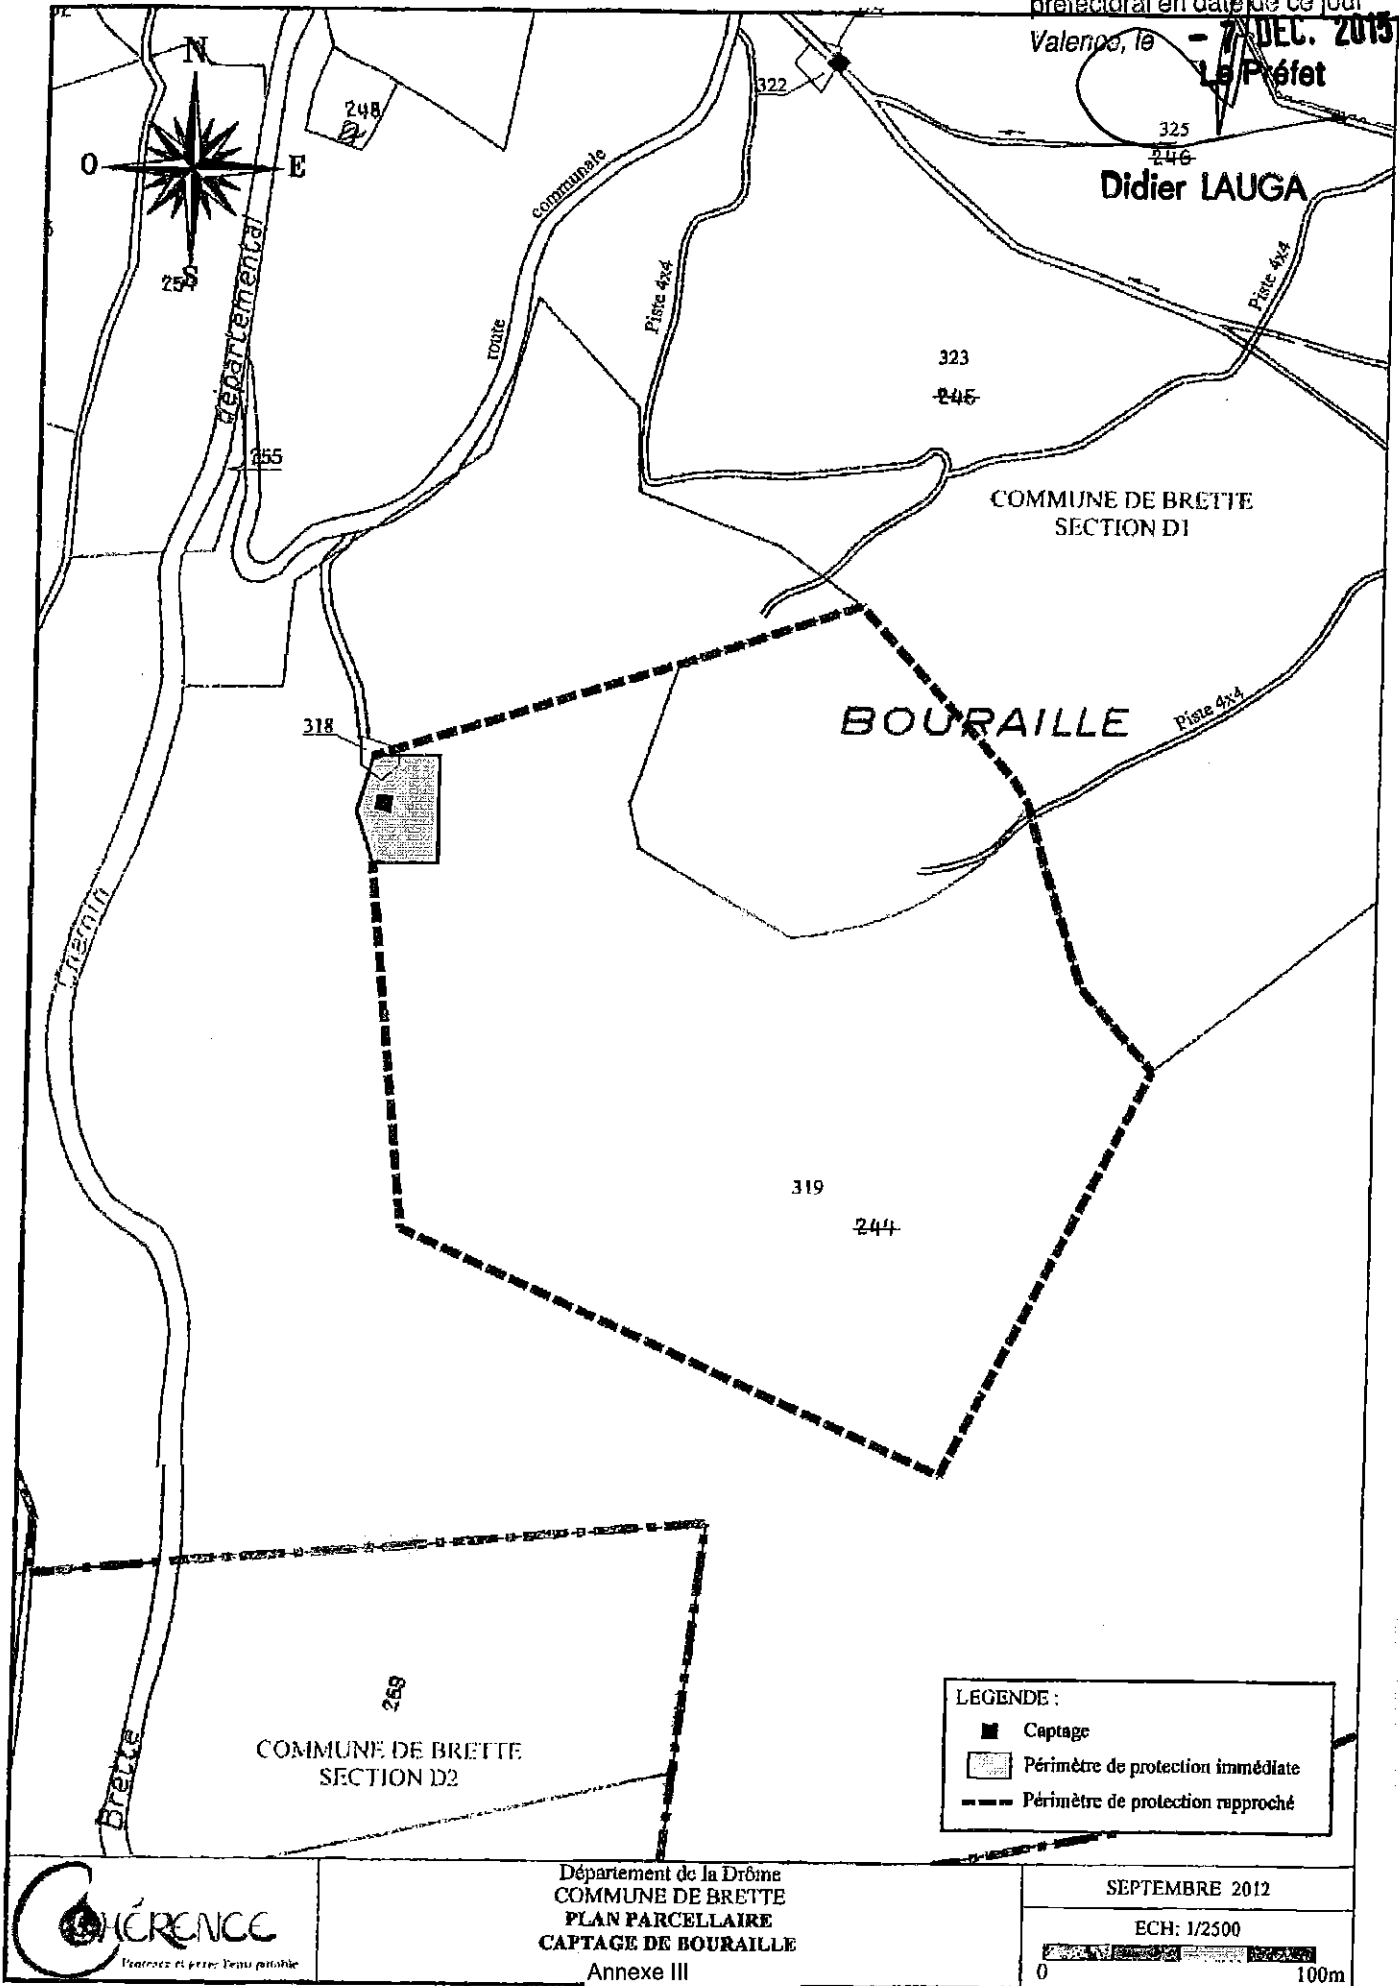 préfectoral en date de ce jour
Valence, le - 7 DEC. 2015
Le Préfet
Didier LAUGA
N
O
E
S
248
254
322
325
246
départemental
route
communale
Piste 4x4
Piste 4x4
323
245
255
COMMUNE DE BRETTE
SECTION D1
318
BOURAILLE
Piste 4x4
Chemin
319
244
269
COMMUNE DE BRETTE
SECTION D2
Brette
LEGENDE :
Captage
Périmètre de protection immédiate
Périmètre de protection rapproché
COHÉRENCE
Département de la Drôme
COMMUNE DE BRETTE
PLAN PARCELLAIRE
CAPTAGE DE BOURAILLE
Annexe III
SEPTEMBRE 2012
ECH: 1/2500
0 100m